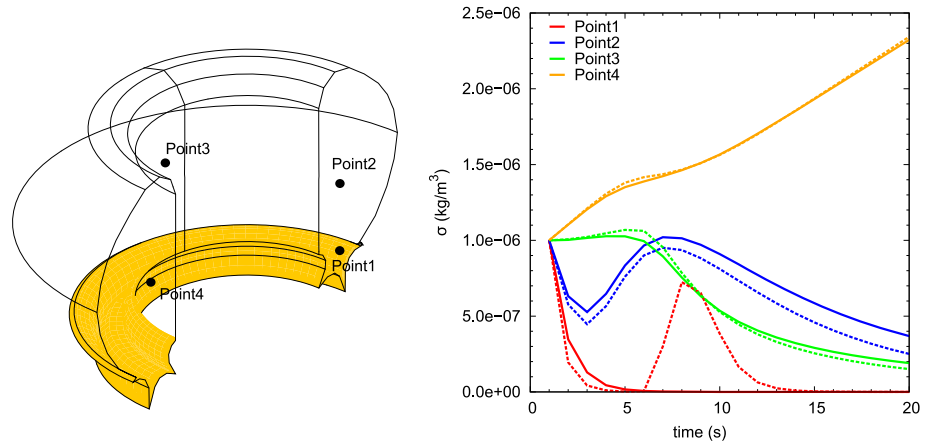 Point3
Point2
Point1
Point4
2.5e-06
2.0e-06
1.5e-06
1.0e-06
5.0e-07
0.0e+00
σ (kg/m³)
Point1
Point2
Point3
Point4
0 5 10 15 20
time (s)